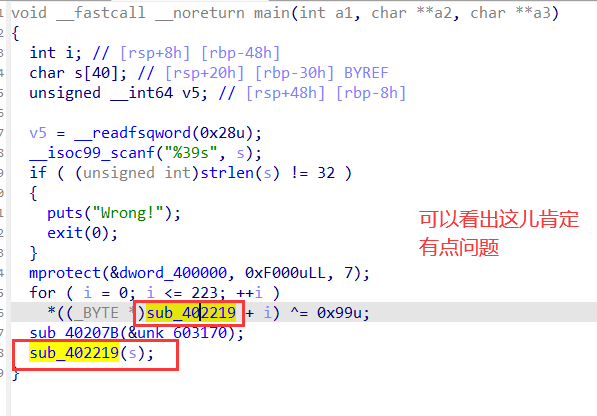 void __fastcall __noreturn main(int a1, char **a2, char **a3)
{
int i; // [rsp+8h] [rbp-48h]
char s[40]; // [rsp+20h] [rbp-30h] BYREF
unsigned __int64 v5; // [rsp+48h] [rbp-8h]
v5 = __readfsqword(0x28u);
__isoc99_scanf("%39s", s);
if ( (unsigned int)strlen(s) != 32 )
{
puts("Wrong!");
exit(0);
}
mprotect(&dword_400000, 0xF000uLL, 7);
for ( i = 0; i <= 223; ++i )
*((_BYTE *)sub_402219 + i) ^= 0x99u;
sub_40207B(&unk_603170);
sub_402219(s);
}
可以看出这儿肯定
有点问题